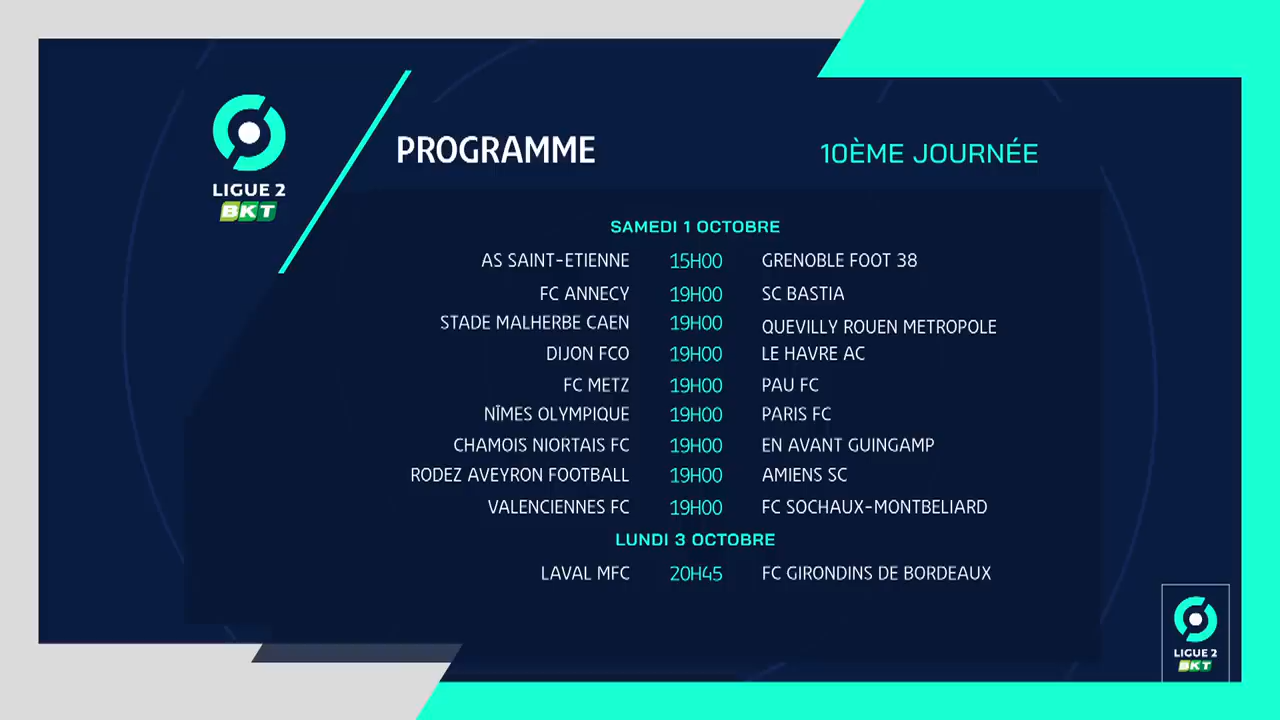 LIGUE 2
BKT
PROGRAMME
10ÈME JOURNÉE
SAMEDI 1 OCTOBRE
AS SAINT-ETIENNE 15H00 GRENOBLE FOOT 38
FC ANNECY 19H00 SC BASTIA
STADE MALHERBE CAEN 19H00 QUEVILLY ROUEN METROPOLE
DIJON FCO 19H00 LE HAVRE AC
FC METZ 19H00 PAU FC
NÎMES OLYMPIQUE 19H00 PARIS FC
CHAMOIS NIORTAIS FC 19H00 EN AVANT GUINGAMP
RODEZ AVEYRON FOOTBALL 19H00 AMIENS SC
VALENCIENNES FC 19H00 FC SOCHAUX-MONTBELIARD
LUNDI 3 OCTOBRE
LAVAL MFC 20H45 FC GIRONDINS DE BORDEAUX
LIGUE 2
BKT